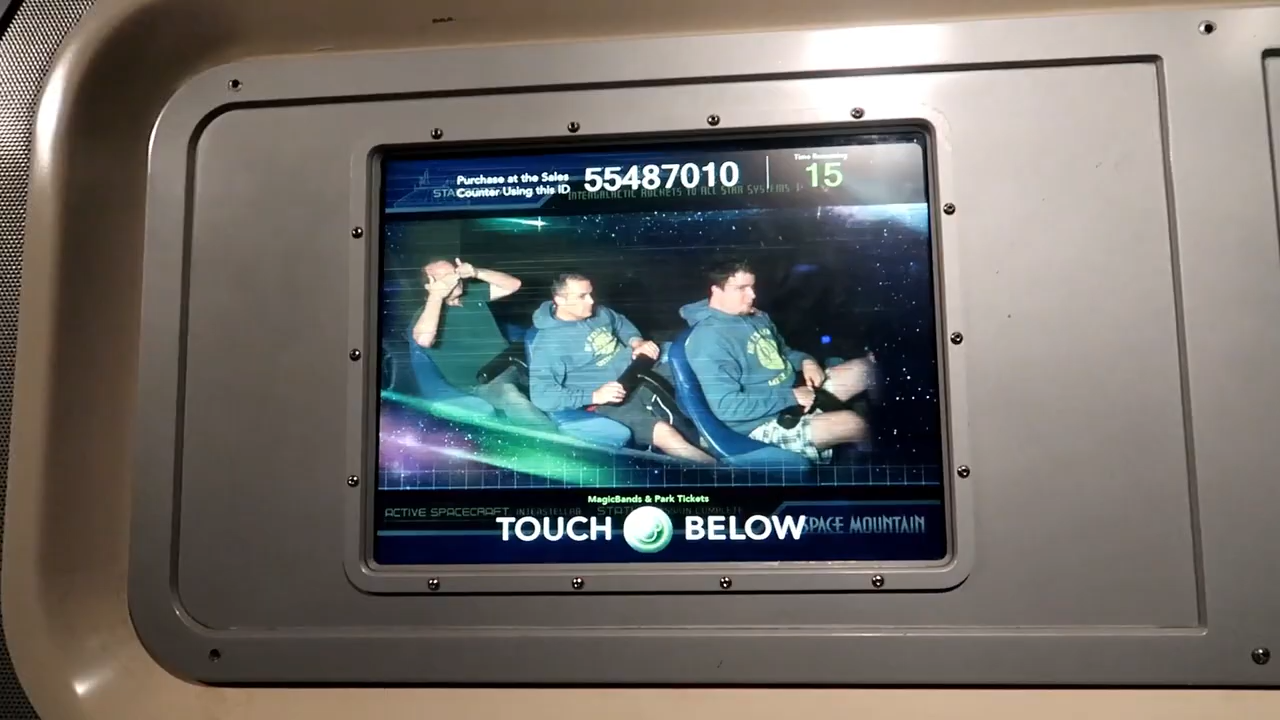 Purchase at the Sales
Counter Using this ID
55487010
Time Remaining
15
INTERGALACTIC ROCKETS TO ALL STAR SYSTEMS
MagicBands & Park Tickets
ACTIVE SPACECRAFT INTERSTELLAR
TOUCH BELOW
SPACE MOUNTAIN